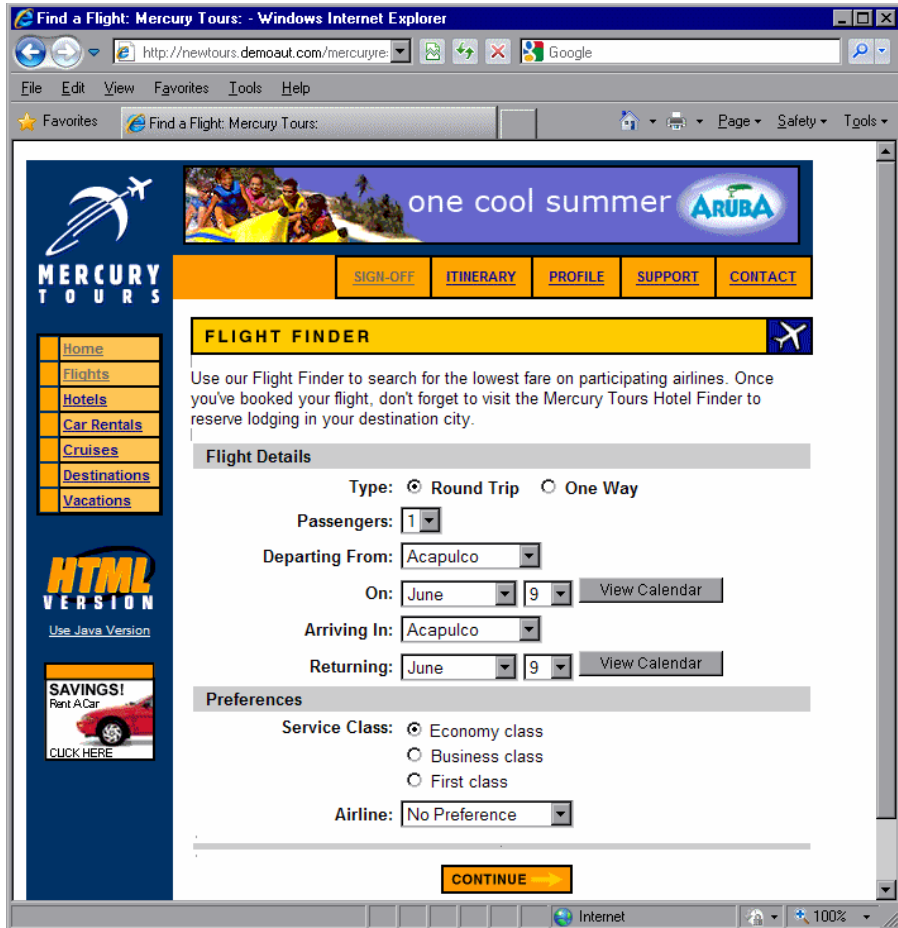 Find a Flight: Mercury Tours: - Windows Internet Explorer
http://newtours.demoaut.com/mercuryre
Google
File Edit View Favorites Tools Help
Favorites
Find a Flight: Mercury Tours:
Page Safety Tools
one cool summer ARUBA
MERCURY
TOURS
SIGN-OFF ITINERARY PROFILE SUPPORT CONTACT
Home
Flights
Hotels
Car Rentals
Cruises
Destinations
Vacations
HTML
VERSION
Use Java Version
SAVINGS!
Rent A Car
CLICK HERE
FLIGHT FINDER
Use our Flight Finder to search for the lowest fare on participating airlines. Once
you've booked your flight, don't forget to visit the Mercury Tours Hotel Finder to
reserve lodging in your destination city.
Flight Details
Type: Round Trip One Way
Passengers: 1
Departing From: Acapulco
On: June 9 View Calendar
Arriving In: Acapulco
Returning: June 9 View Calendar
Preferences
Service Class: Economy class
Business class
First class
Airline: No Preference
CONTINUE
Internet
100%